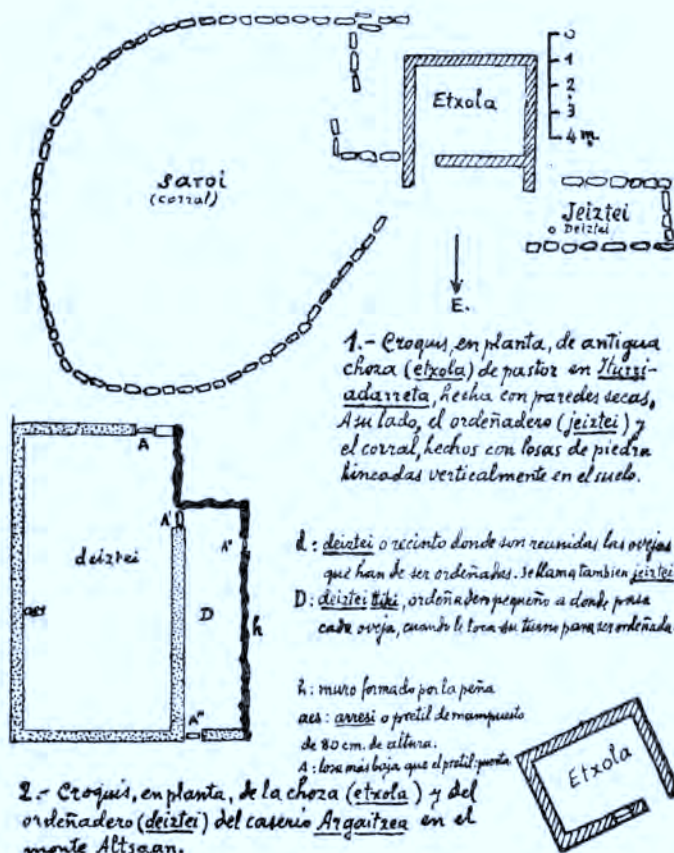 0
1
2
3
4 m
Etxola
saroi
(corral)
Jeiztei
o Deiztei
E.
1.- Croquis, en planta, de antigua
choza (etxola) de pastor en Iturri-
adarreta, hecha con paredes secas.
A su lado, el ordeñadero (jeiztei) y
el corral, hechos con losas de piedra
hincadas verticalmente en el suelo.
A
A'
A"
deiztei
aes
D
h
A'''
d: deiztei o recinto donde son reunidas las ovejas
que han de ser ordeñadas. Se llama tambien jeiztei
D: deiztei ttiki, ordeñadero pequeño a donde pasa
cada oveja, cuando le toca su turno para ser ordeñada.
h: muro formado por la peña
aes: arresi o pretil de mampuesto
de 80 cm. de altura.
A: losa más baja que el pretil: puerta
Etxola
2.- Croquis, en planta, de la choza (etxola) y del
ordeñadero (deiztei) del caserio Argaitzea en el
monte Altsaan.